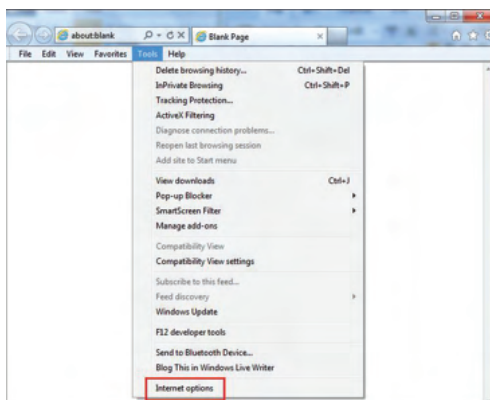 about:blank
Blank Page
File Edit View Favorites Tools Help
Delete browsing history... Ctrl+Shift+Del
InPrivate Browsing Ctrl+Shift+P
Tracking Protection...
ActiveX Filtering
Diagnose connection problems...
Reopen last browsing session
Add site to Start menu
View downloads Ctrl+J
Pop-up Blocker
SmartScreen Filter
Manage add-ons
Compatibility View
Compatibility View settings
Subscribe to this feed...
Feed discovery
Windows Update
F12 developer tools
Send to Bluetooth Device...
Blog This in Windows Live Writer
Internet options